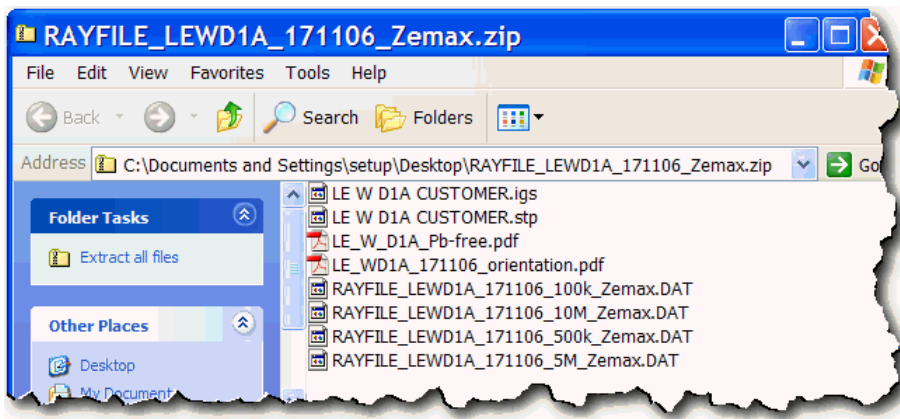 RAYFILE_LEWD1A_171106_Zemax.zip
File Edit View Favorites Tools Help
Back Search Folders
Address C:\Documents and Settings\setup\Desktop\RAYFILE_LEWD1A_171106_Zemax.zip Go
Folder Tasks
Extract all files
Other Places
Desktop
My Document
LE W D1A CUSTOMER.igs
LE W D1A CUSTOMER.stp
LE_W_D1A_Pb-free.pdf
LE_WD1A_171106_orientation.pdf
RAYFILE_LEWD1A_171106_100k_Zemax.DAT
RAYFILE_LEWD1A_171106_10M_Zemax.DAT
RAYFILE_LEWD1A_171106_500k_Zemax.DAT
RAYFILE_LEWD1A_171106_5M_Zemax.DAT